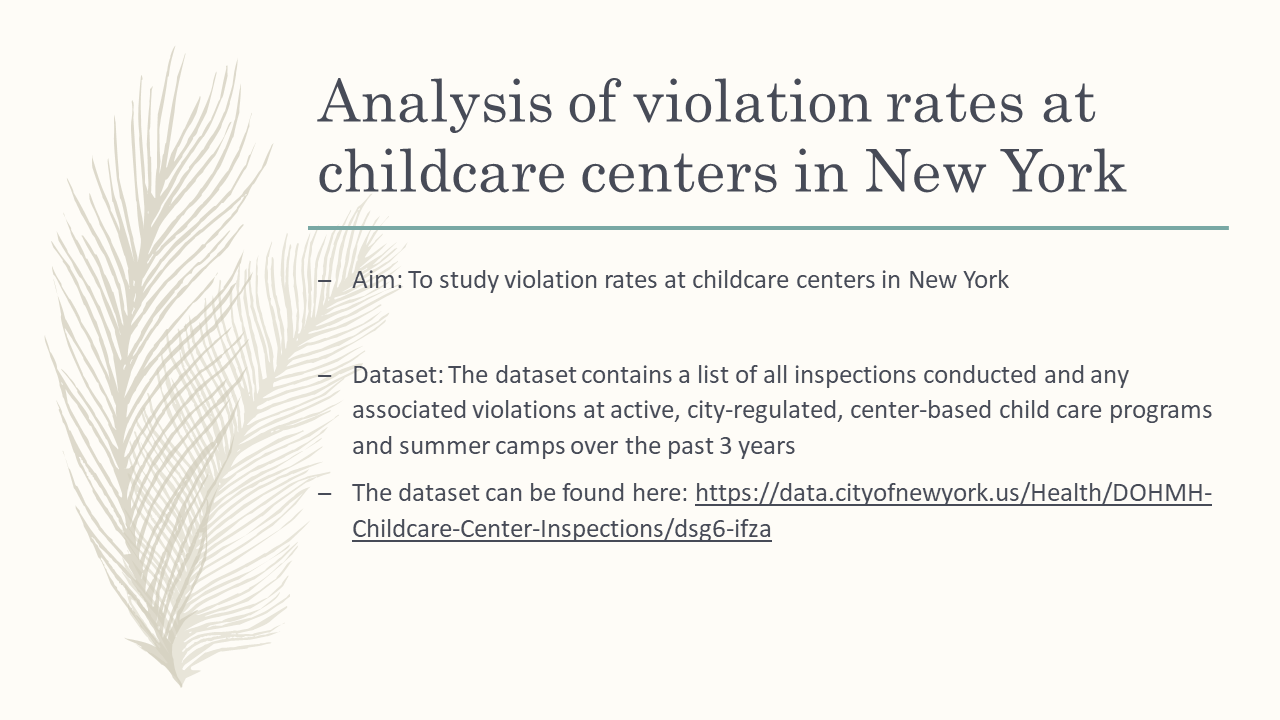 Analysis of violation rates at
childcare centers in New York
– Aim: To study violation rates at childcare centers in New York
– Dataset: The dataset contains a list of all inspections conducted and any
associated violations at active, city-regulated, center-based child care programs
and summer camps over the past 3 years
– The dataset can be found here: https://data.cityofnewyork.us/Health/DOHMH-
Childcare-Center-Inspections/dsg6-ifza